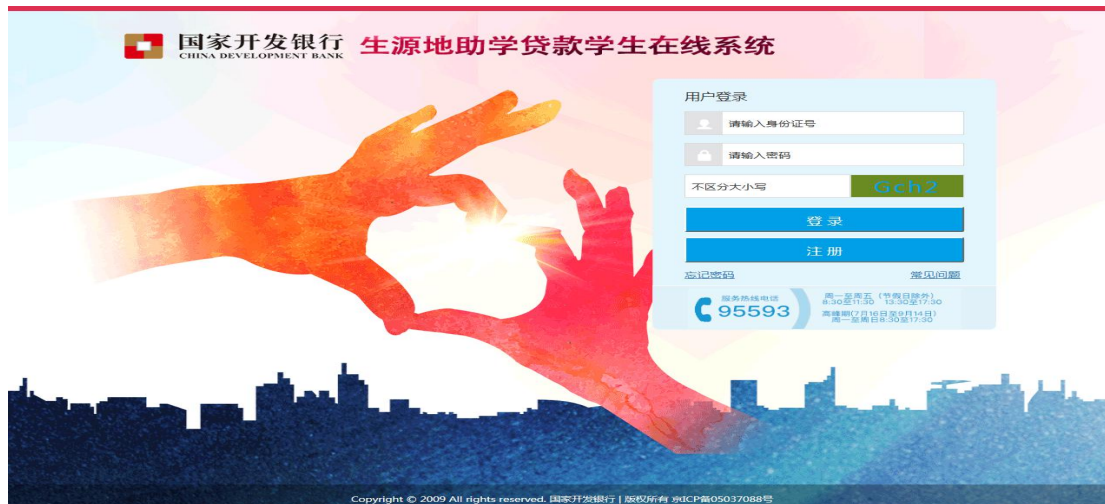 国家开发银行 生源地助学贷款学生在线系统
CHINA DEVELOPMENT BANK
用户登录
请输入身份证号
请输入密码
不区分大小写 Gch2
登 录
注 册
忘记密码 常见问题
服务热线电话
95593
周一至周五（节假日除外）
8:30至11:30 13:30至17:30
高峰期(7月16日至9月14日)
周一至周日8:30至17:30
Copyright © 2009 All rights reserved. 国家开发银行 | 版权所有 京ICP备05037088号